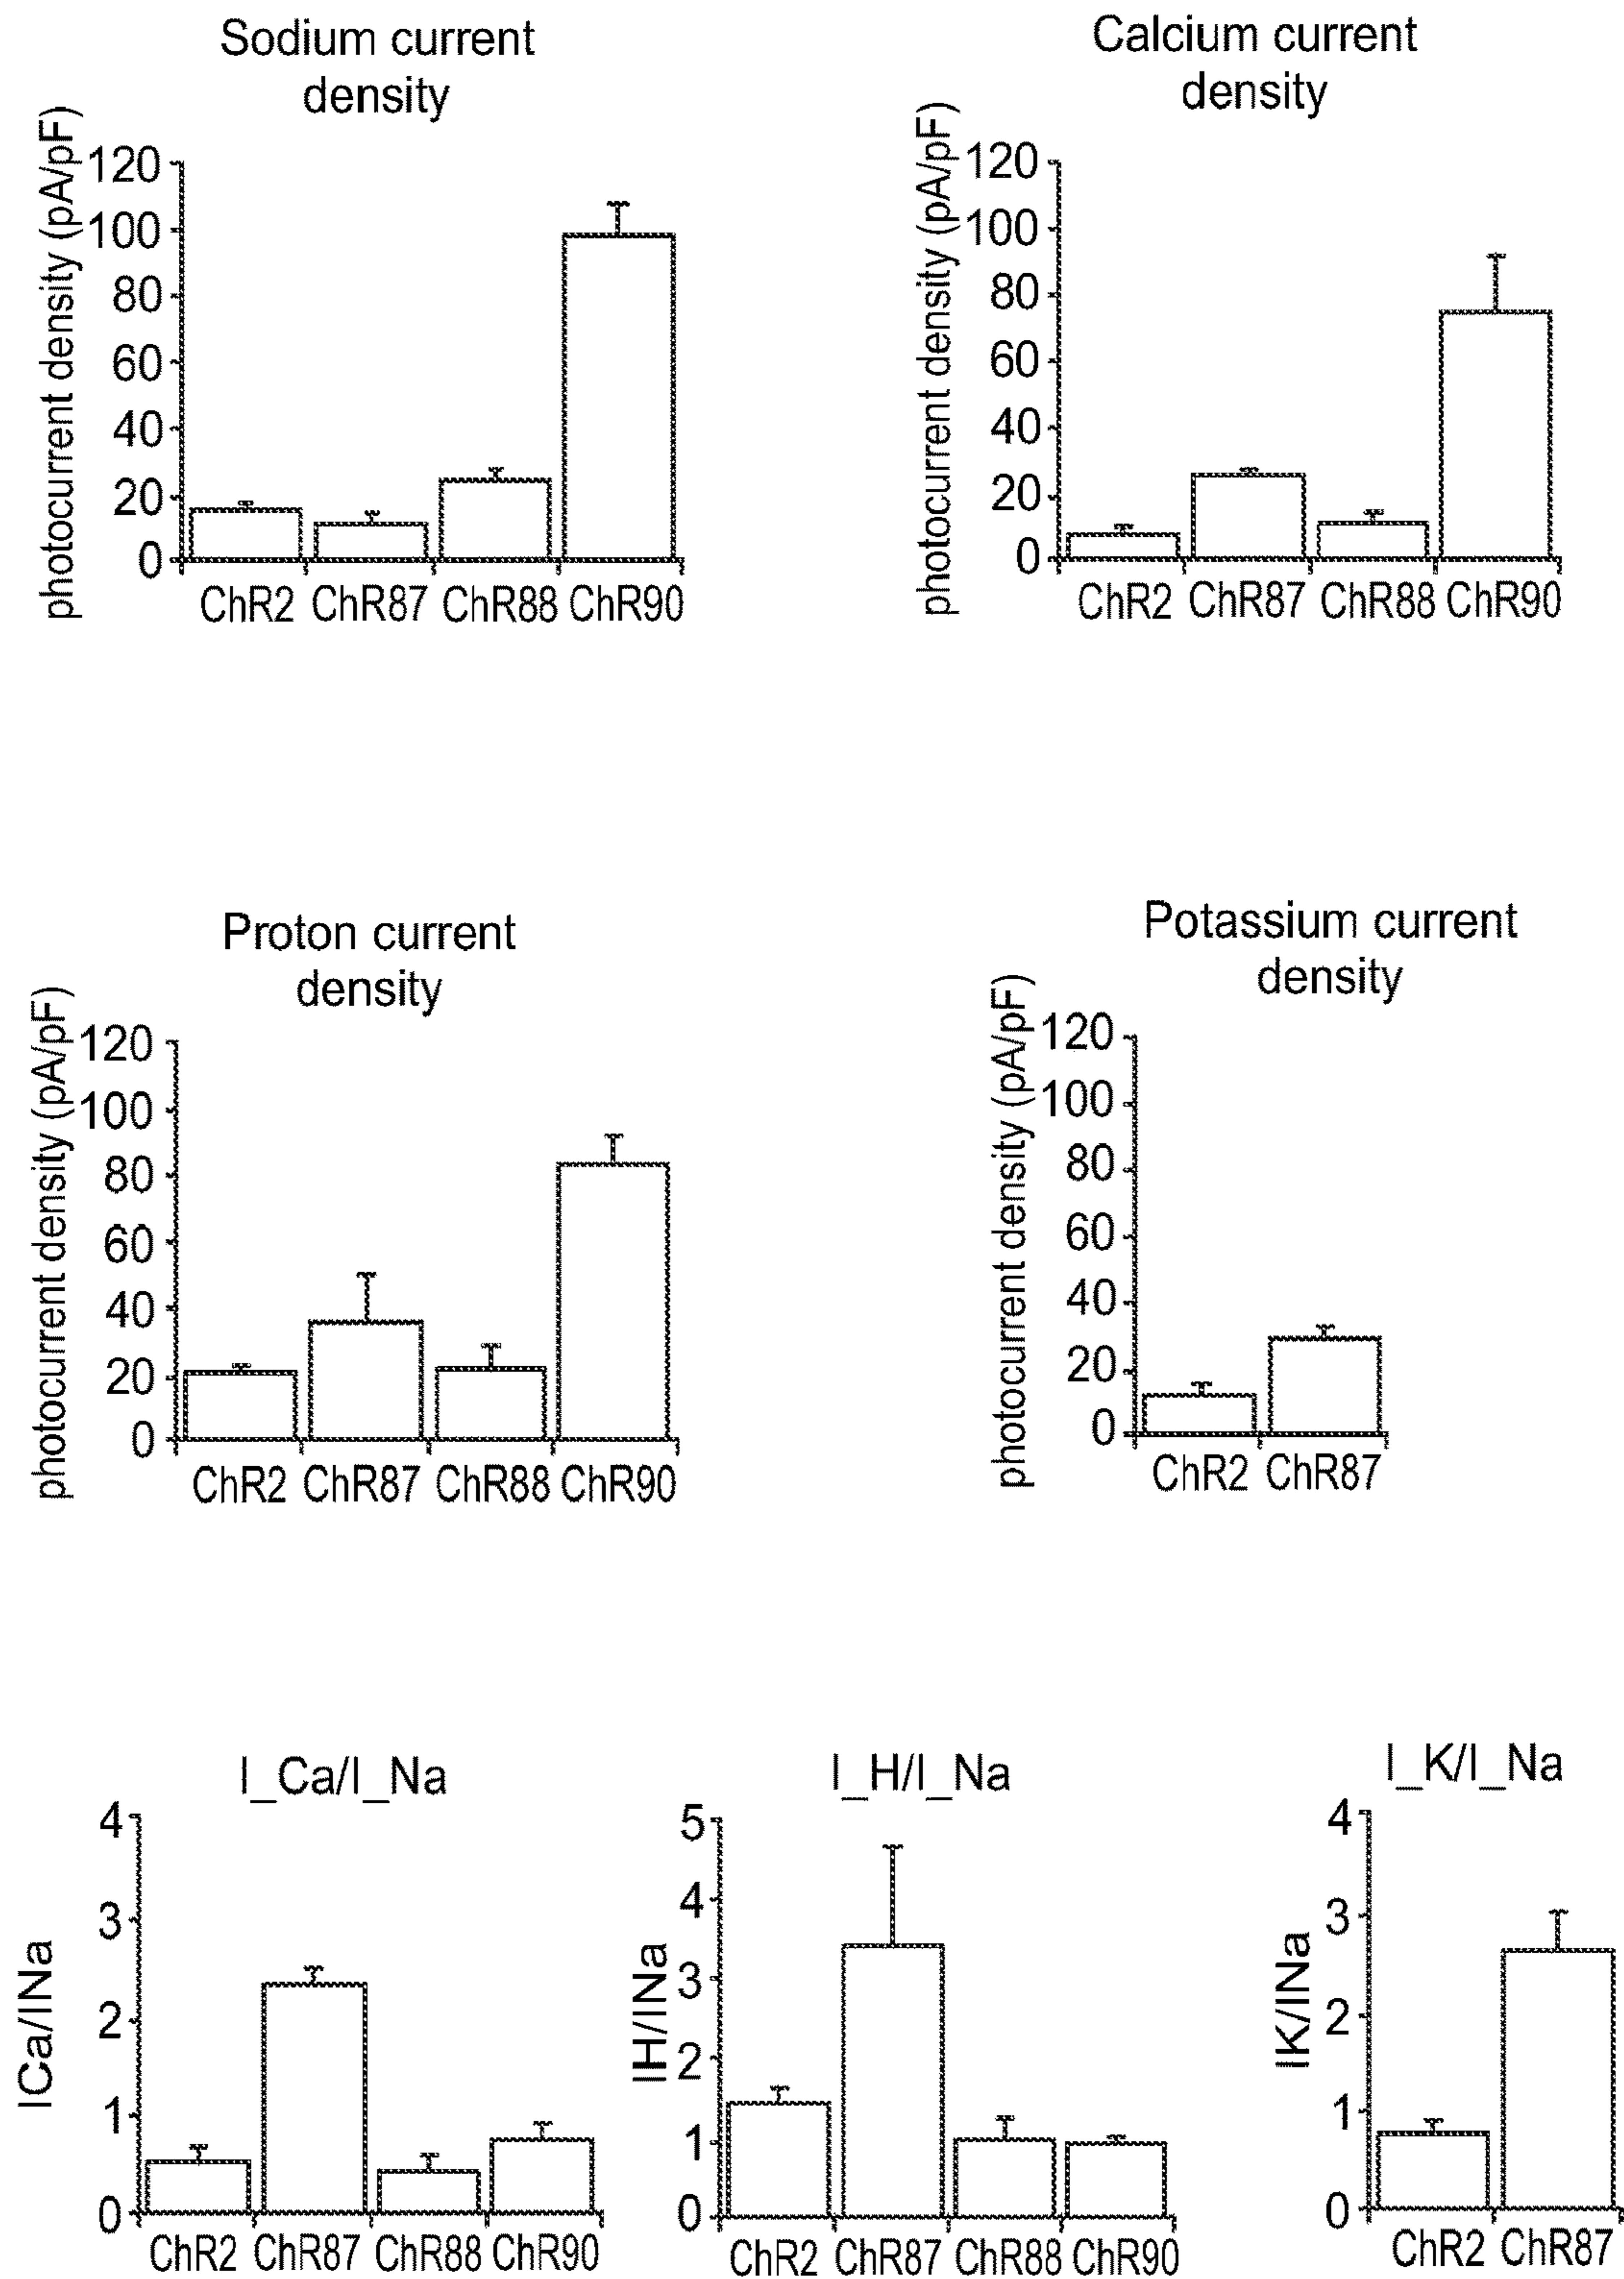 Sodium current
density
photocurrent density (pA/pF)
120
100
80
60
40
20
0
ChR2 ChR87 ChR88 ChR90
Calcium current
density
photocurrent density (pA/pF)
120
100
80
60
40
20
0
ChR2 ChR87 ChR88 ChR90
Proton current
density
photocurrent density (pA/pF)
120
100
80
60
40
20
0
ChR2 ChR87 ChR88 ChR90
Potassium current
density
photocurrent density (pA/pF)
120
100
80
60
40
20
0
ChR2 ChR87
I_Ca/I_Na
ICa/INa
4
3
2
1
0
ChR2 ChR87 ChR88 ChR90
I_H/I_Na
IH/INa
5
4
3
2
1
0
ChR2 ChR87 ChR88 ChR90
I_K/I_Na
IK/INa
4
3
2
1
0
ChR2 ChR87